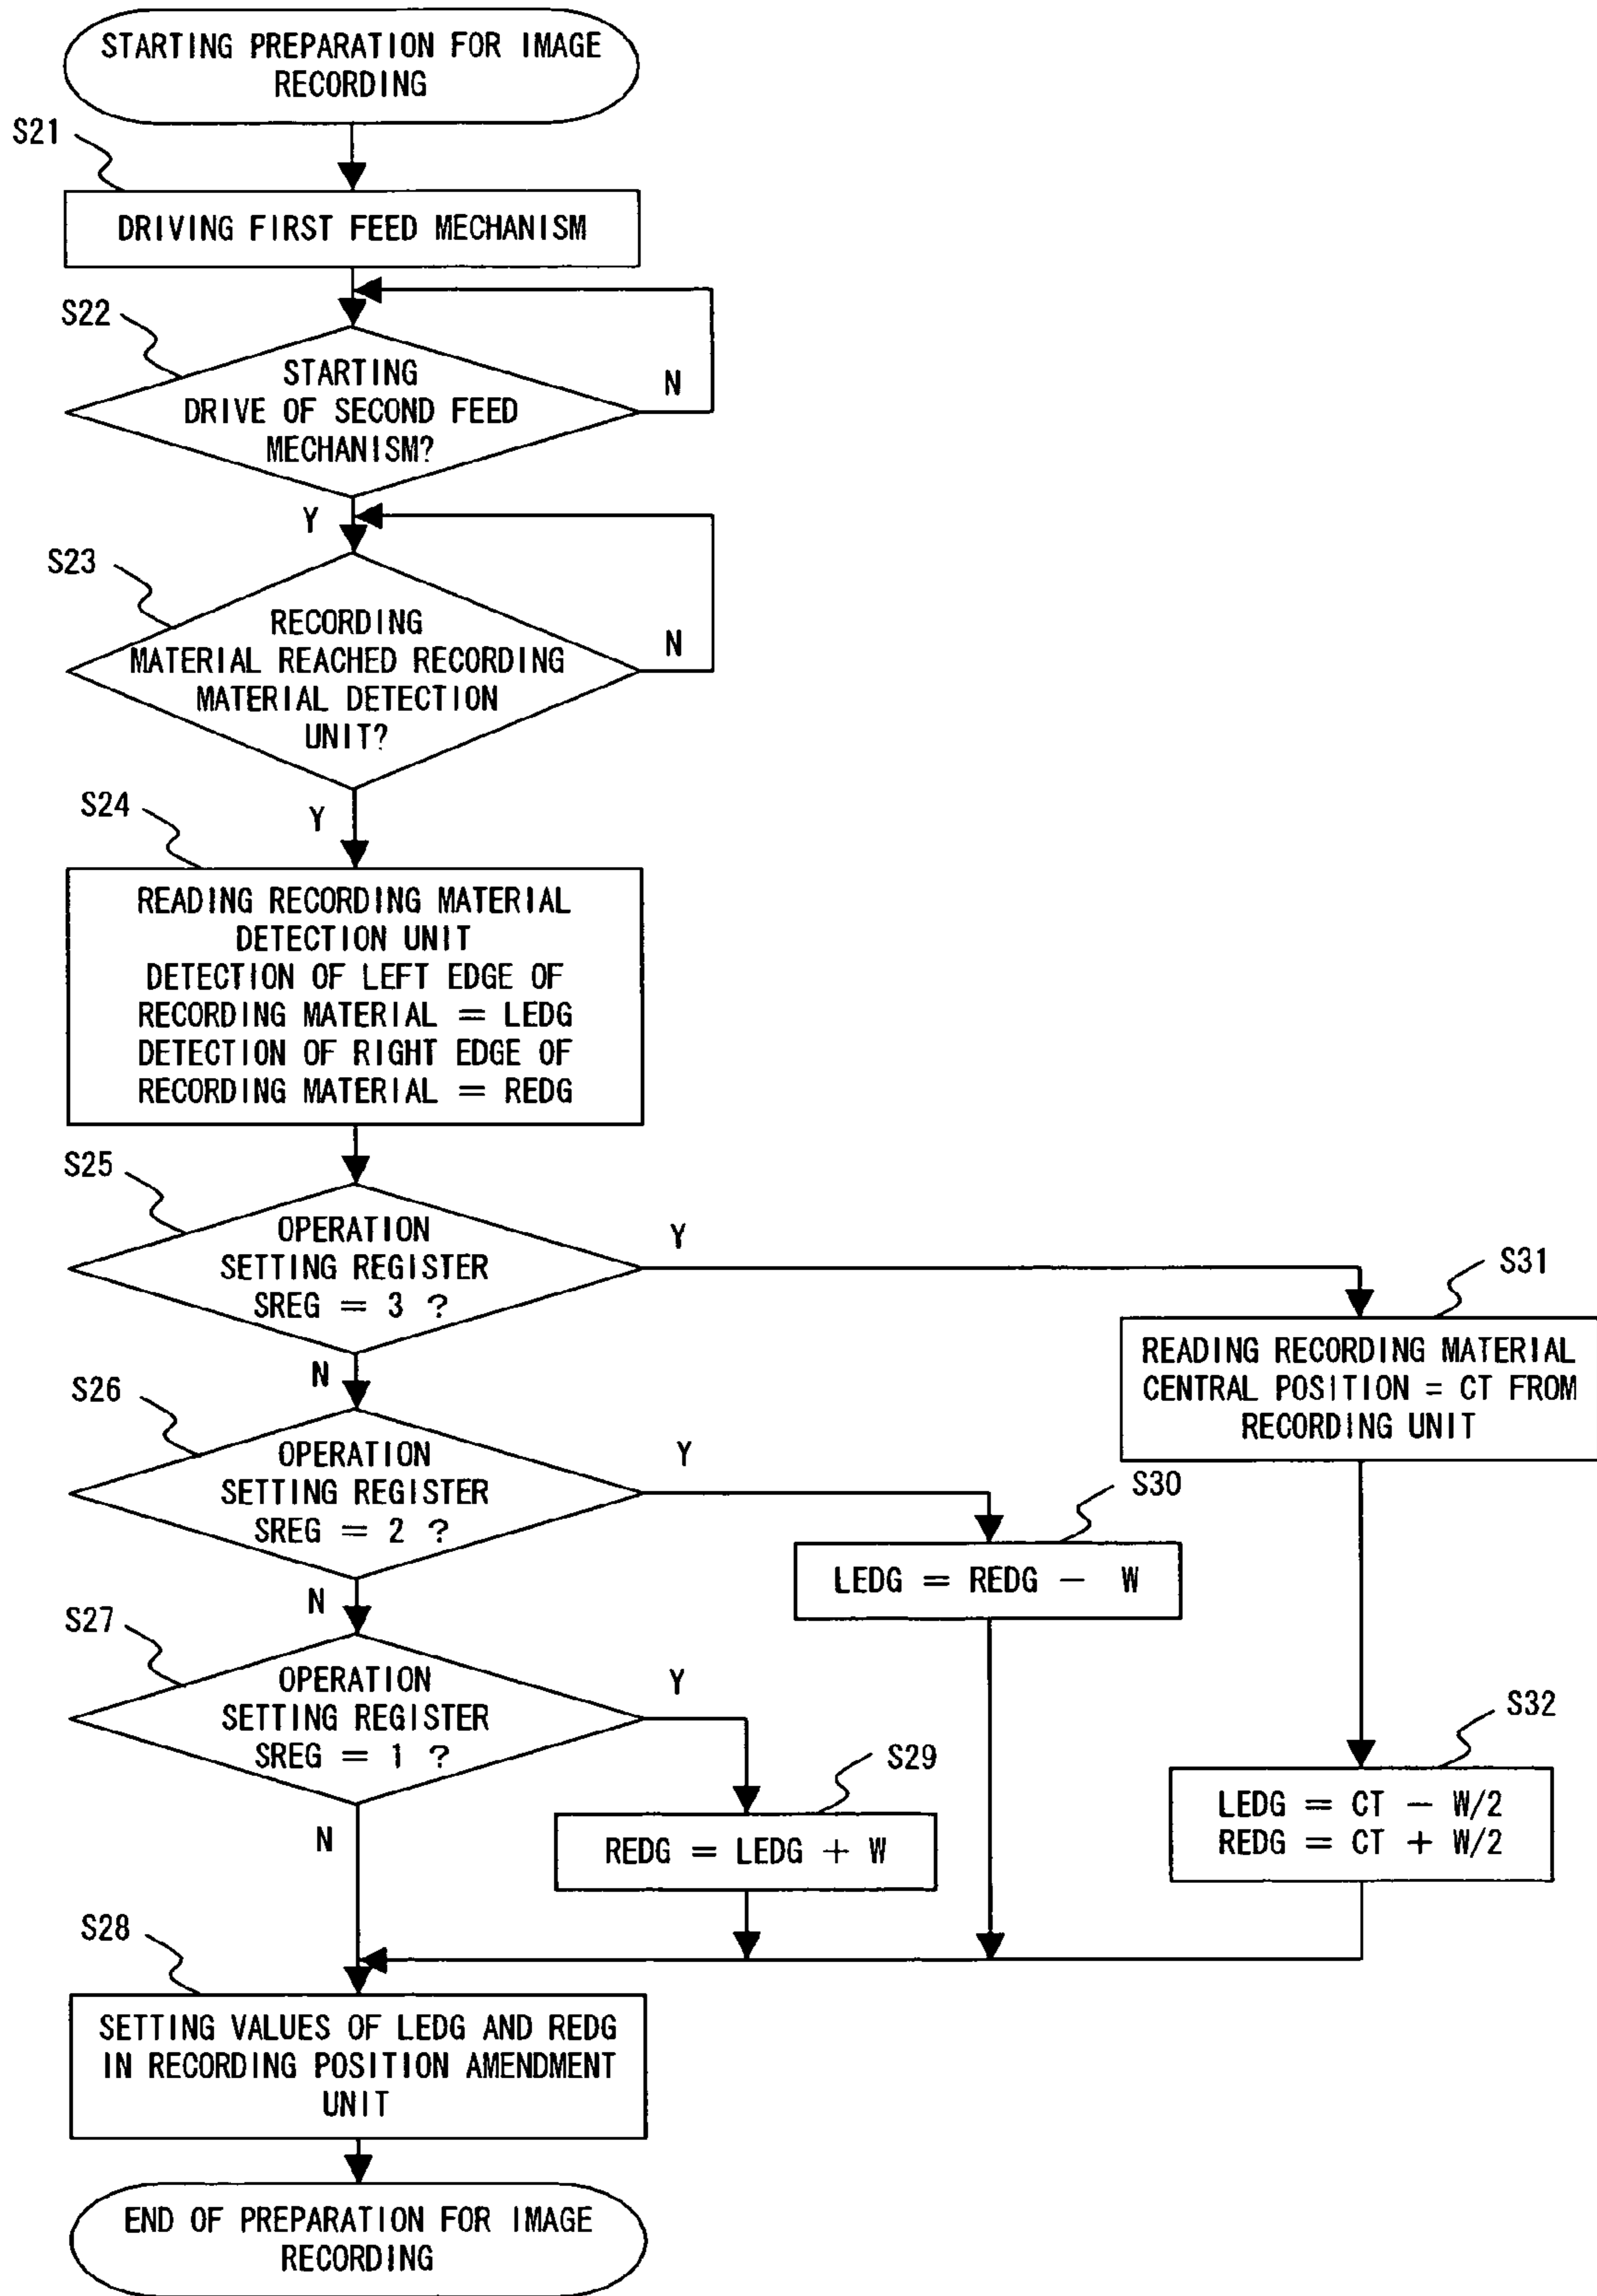 STARTING PREPARATION FOR IMAGE
RECORDING
S21
DRIVING FIRST FEED MECHANISM
S22
STARTING
DRIVE OF SECOND FEED
MECHANISM?
N
Y
S23
RECORDING
MATERIAL REACHED RECORDING
MATERIAL DETECTION
UNIT?
N
Y
S24
READING RECORDING MATERIAL
DETECTION UNIT
DETECTION OF LEFT EDGE OF
RECORDING MATERIAL = LEDG
DETECTION OF RIGHT EDGE OF
RECORDING MATERIAL = REDG
S25
OPERATION
SETTING REGISTER
SREG = 3 ?
Y
N
S31
READING RECORDING MATERIAL
CENTRAL POSITION = CT FROM
RECORDING UNIT
S26
OPERATION
SETTING REGISTER
SREG = 2 ?
Y
N
S30
LEDG = REDG - W
S27
OPERATION
SETTING REGISTER
SREG = 1 ?
Y
N
S29
REDG = LEDG + W
S32
LEDG = CT - W/2
REDG = CT + W/2
S28
SETTING VALUES OF LEDG AND REDG
IN RECORDING POSITION AMENDMENT
UNIT
END OF PREPARATION FOR IMAGE
RECORDING